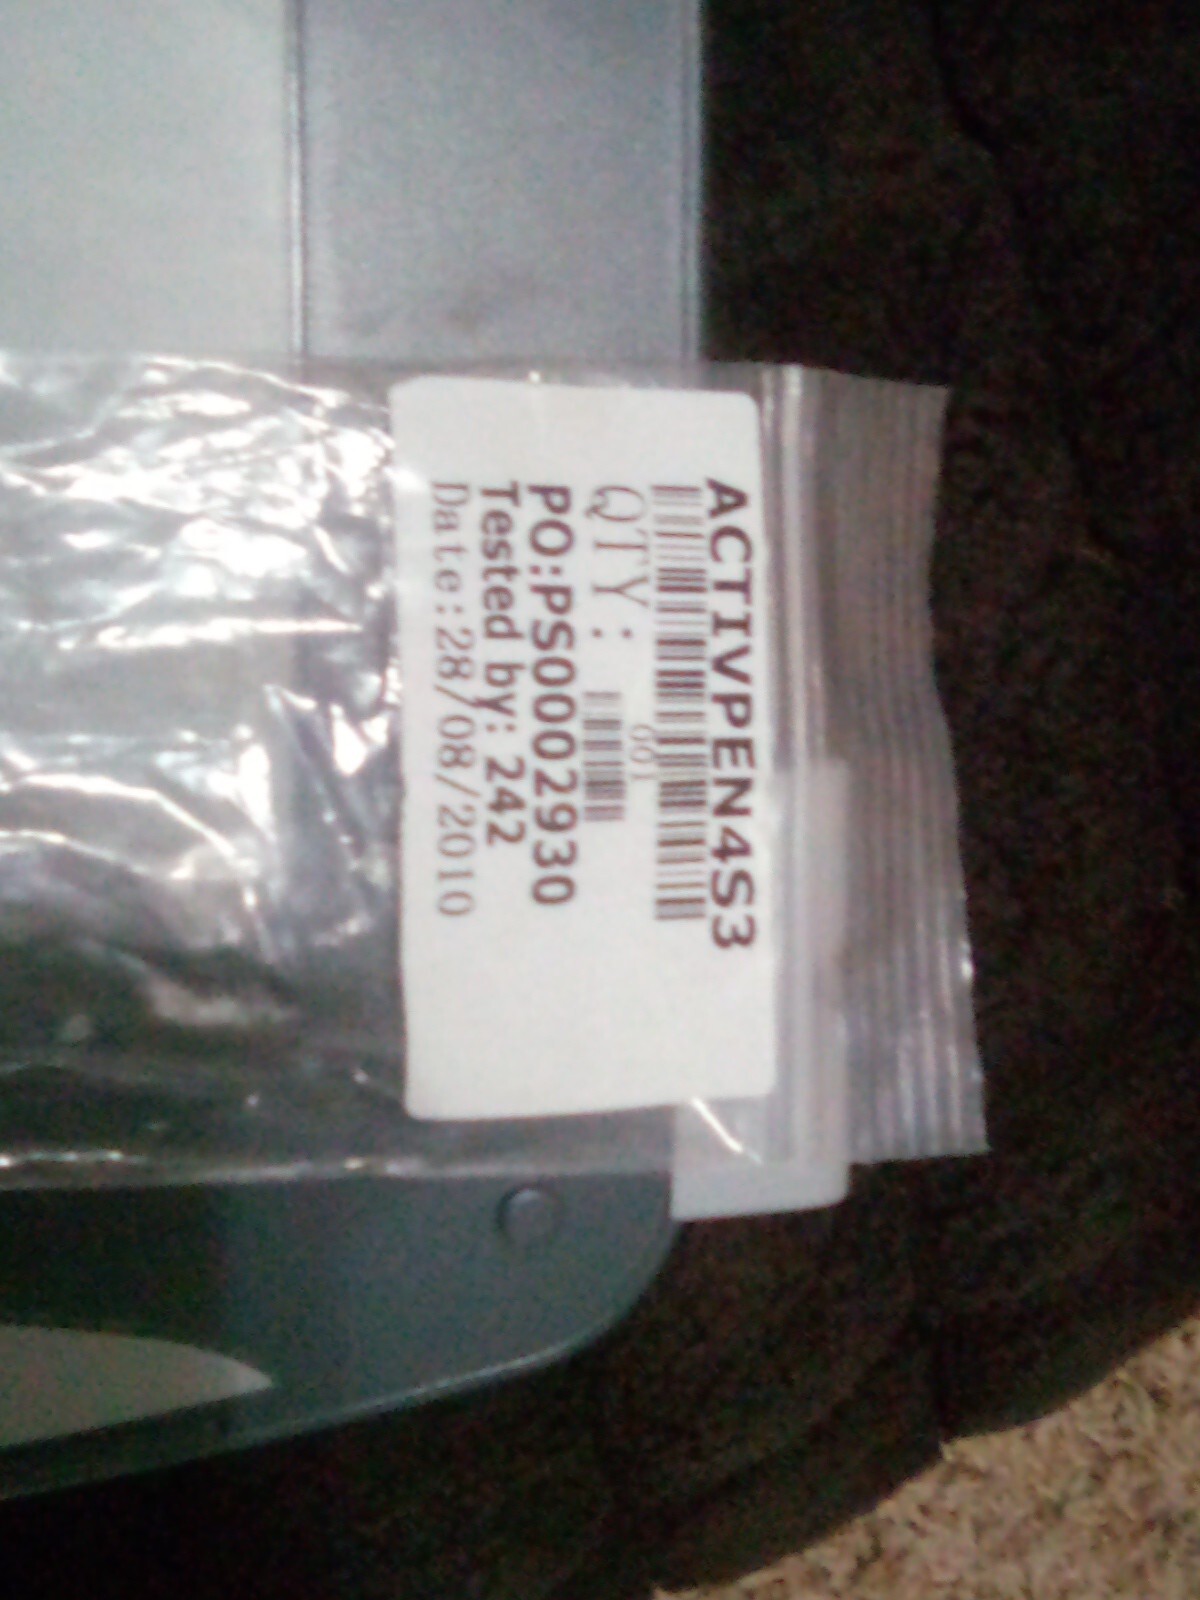 ACTIVPEN4S3
QTY: 001
PO:PS0002930
Tested by: 242
Date:28/08/2010